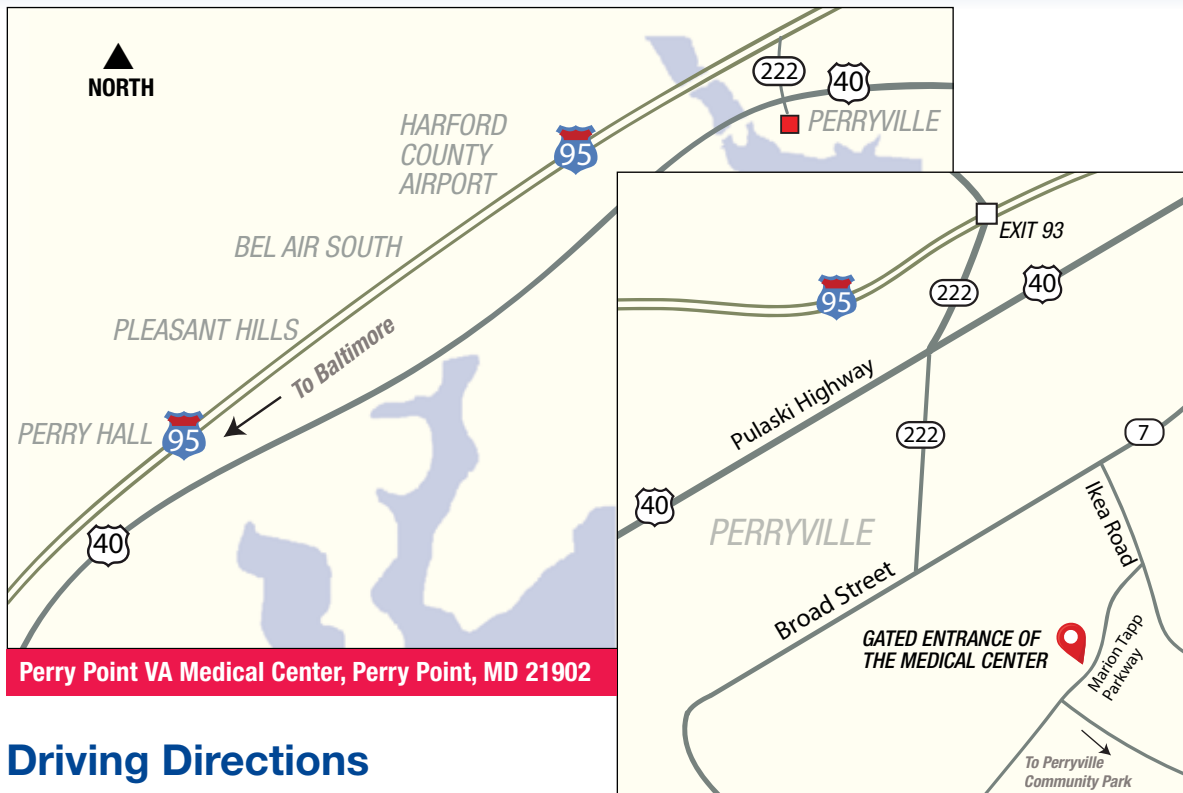 NORTH
HARFORD
COUNTY
AIRPORT
95
222
40
PERRYVILLE
BEL AIR SOUTH
PLEASANT HILLS
To Baltimore
PERRY HALL
95
40
Perry Point VA Medical Center, Perry Point, MD 21902
EXIT 93
95
222
40
Pulaski Highway
222
7
40
PERRYVILLE
Ikea Road
Broad Street
GATED ENTRANCE OF
THE MEDICAL CENTER
Marion Tapp
Parkway
To Perryville
Community Park
Driving Directions